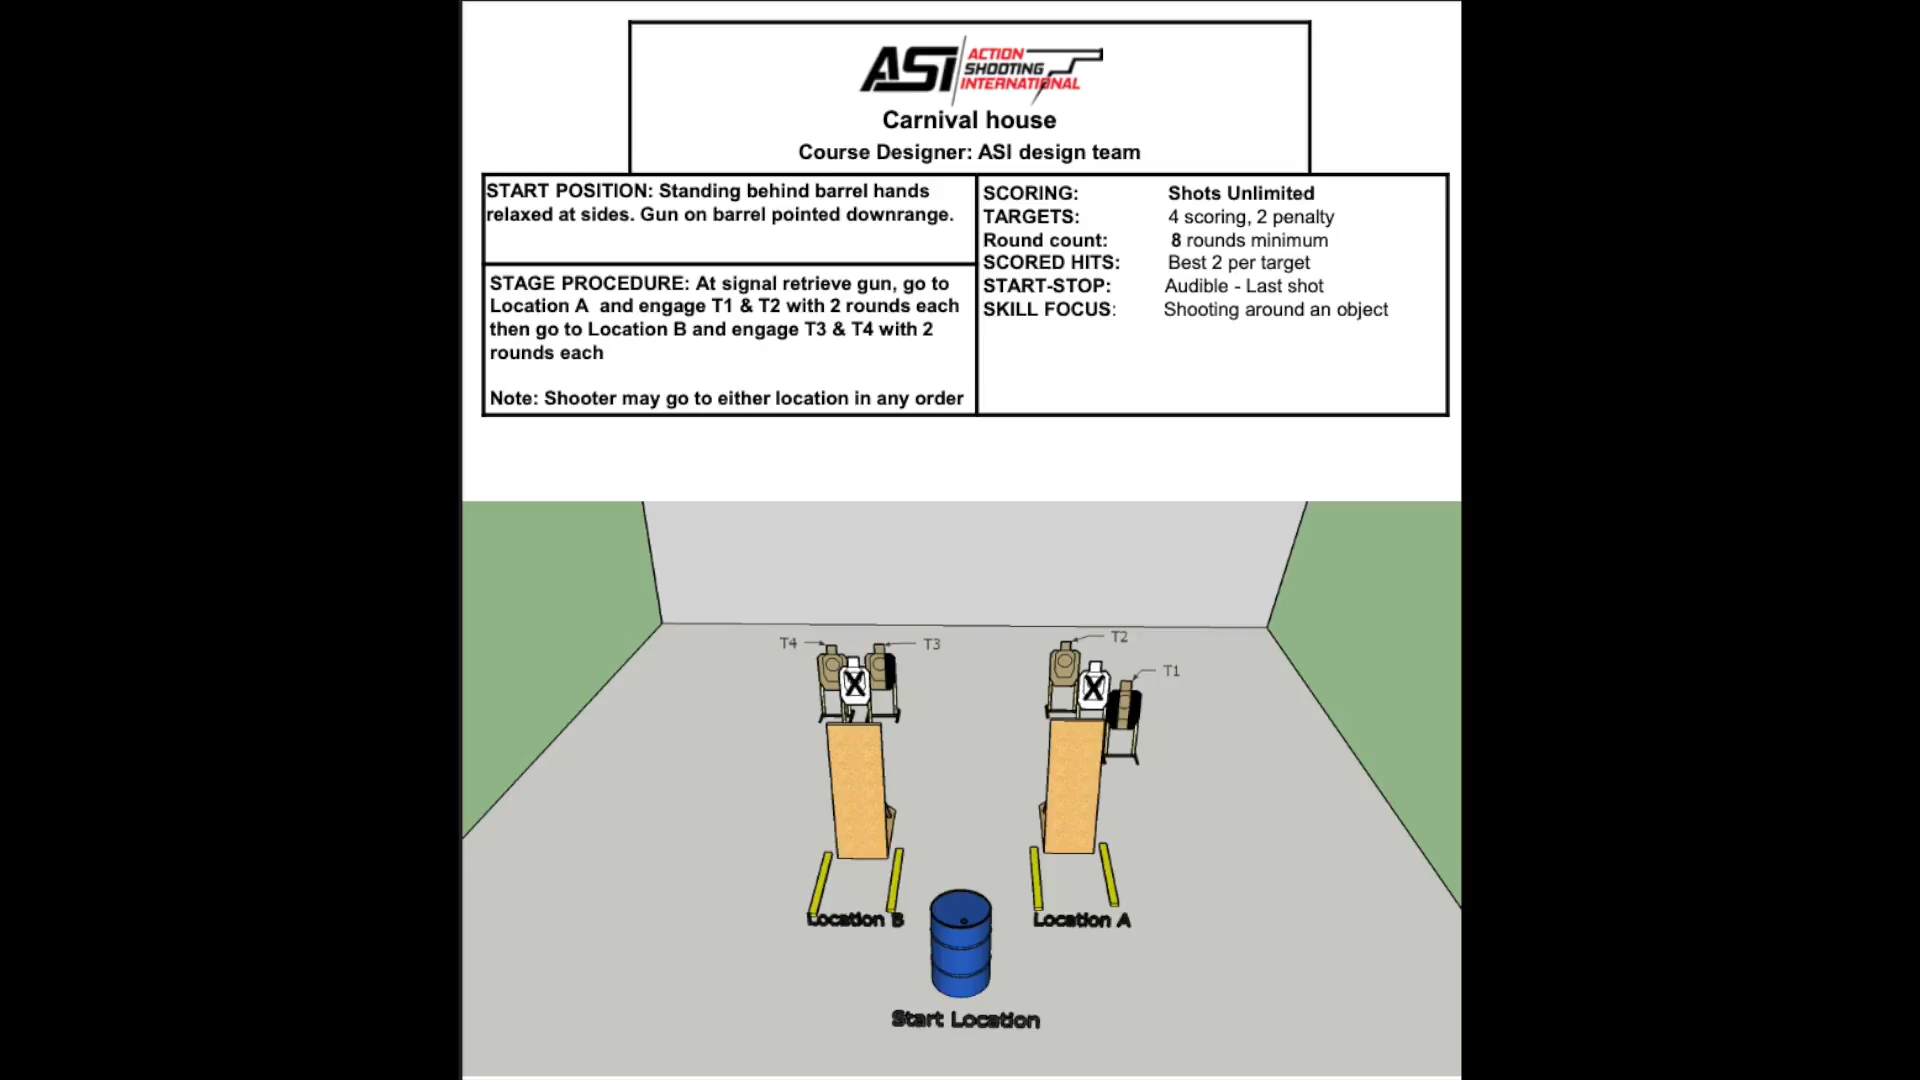 ASI ACTION
SHOOTING
INTERNATIONAL
Carnival house
Course Designer: ASI design team
START POSITION: Standing behind barrel hands
relaxed at sides. Gun on barrel pointed downrange.
STAGE PROCEDURE: At signal retrieve gun, go to
Location A and engage T1 & T2 with 2 rounds each
then go to Location B and engage T3 & T4 with 2
rounds each
Note: Shooter may go to either location in any order
SCORING: Shots Unlimited
TARGETS: 4 scoring, 2 penalty
Round count: 8 rounds minimum
SCORED HITS: Best 2 per target
START-STOP: Audible - Last shot
SKILL FOCUS: Shooting around an object
T4
T3
T2
T1
X
X
Location B
Location A
Start Location